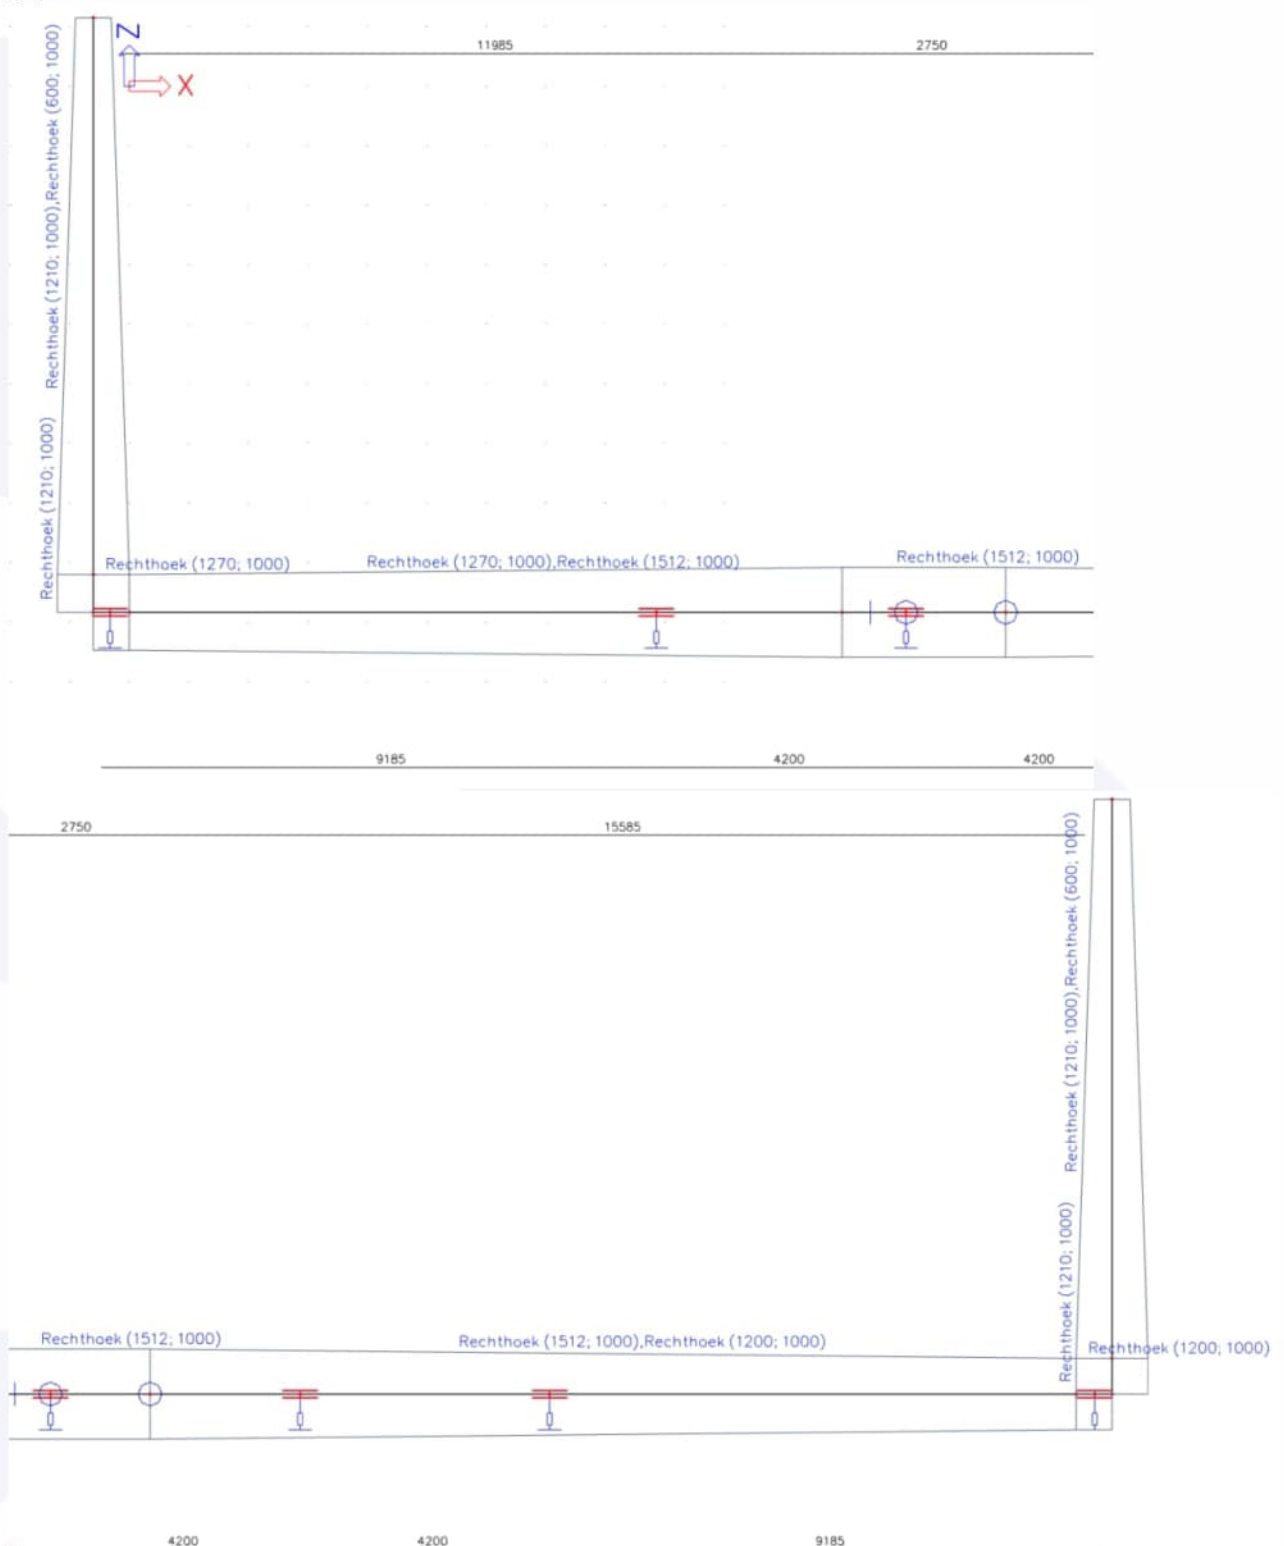 Z
X
11985
2750
Rechthoek (1210; 1000),Rechthoek (600; 1000)
Rechthoek (1210; 1000)
Rechthoek (1270; 1000)
Rechthoek (1270; 1000),Rechthoek (1512; 1000)
Rechthoek (1512; 1000)
9185
4200
4200
2750
15585
Rechthoek (1210; 1000),Rechthoek (600; 1000)
Rechthoek (1210; 1000)
Rechthoek (1512; 1000)
Rechthoek (1512; 1000),Rechthoek (1200; 1000)
Rechthoek (1200; 1000)
4200
4200
9185